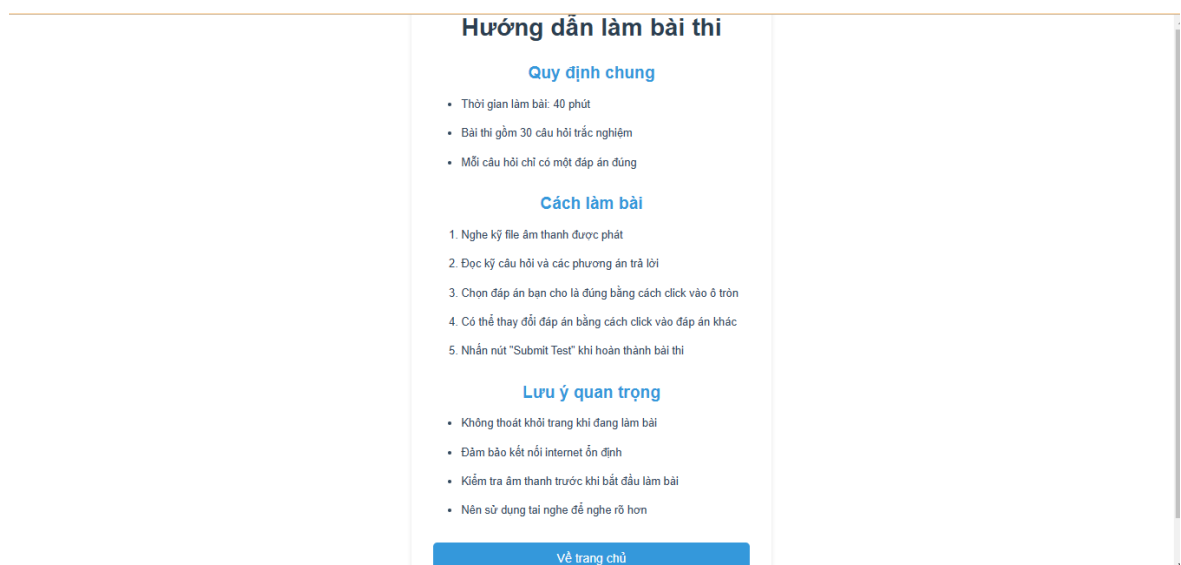 Hướng dẫn làm bài thi
Quy định chung
• Thời gian làm bài: 40 phút
• Bài thi gồm 30 câu hỏi trắc nghiệm
• Mỗi câu hỏi chỉ có một đáp án đúng
Cách làm bài
1. Nghe kỹ file âm thanh được phát
2. Đọc kỹ câu hỏi và các phương án trả lời
3. Chọn đáp án bạn cho là đúng bằng cách click vào ô tròn
4. Có thể thay đổi đáp án bằng cách click vào đáp án khác
5. Nhấn nút "Submit Test" khi hoàn thành bài thi
Lưu ý quan trọng
• Không thoát khỏi trang khi đang làm bài
• Đảm bảo kết nối internet ổn định
• Kiểm tra âm thanh trước khi bắt đầu làm bài
• Nên sử dụng tai nghe để nghe rõ hơn
Về trang chủ